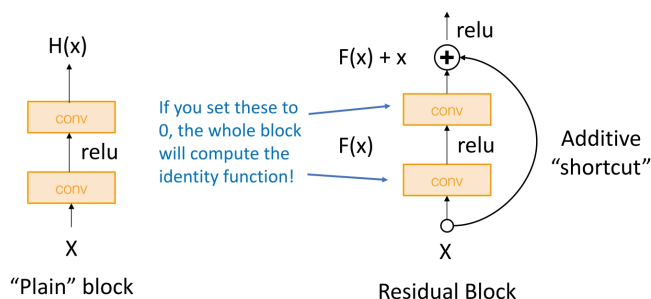 H(x)
conv
relu
conv
X
"Plain" block
If you set these to
0, the whole block
will compute the
identity function!
relu
F(x) + x
+
conv
F(x)
relu
conv
X
Additive
"shortcut"
Residual Block